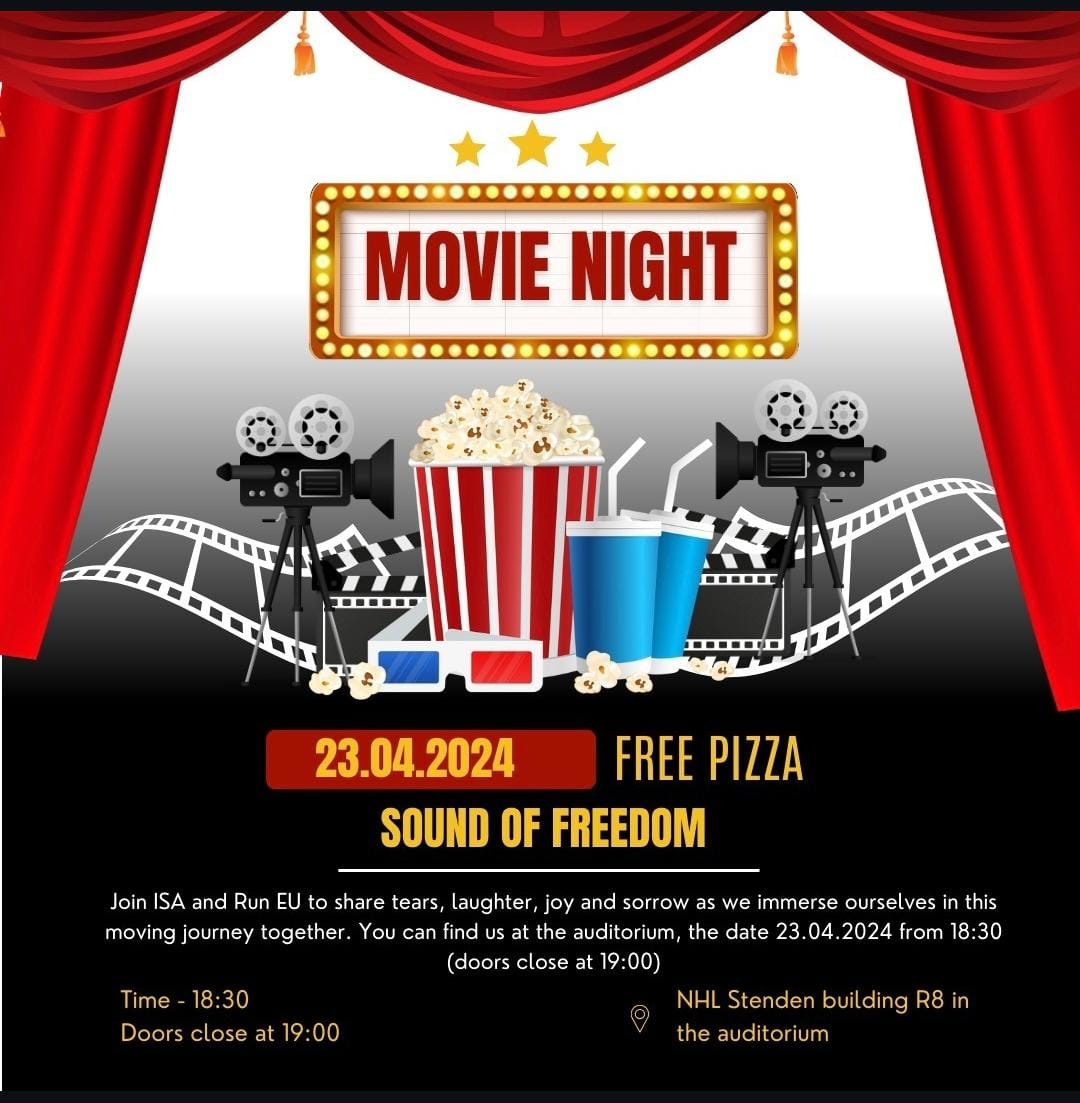 MOVIE NIGHT
23.04.2024
FREE PIZZA
SOUND OF FREEDOM
Join ISA and Run EU to share tears, laughter, joy and sorrow as we immerse ourselves in this
moving journey together. You can find us at the auditorium, the date 23.04.2024 from 18:30
(doors close at 19:00)
Time - 18:30
Doors close at 19:00
NHL Stenden building R8 in
the auditorium